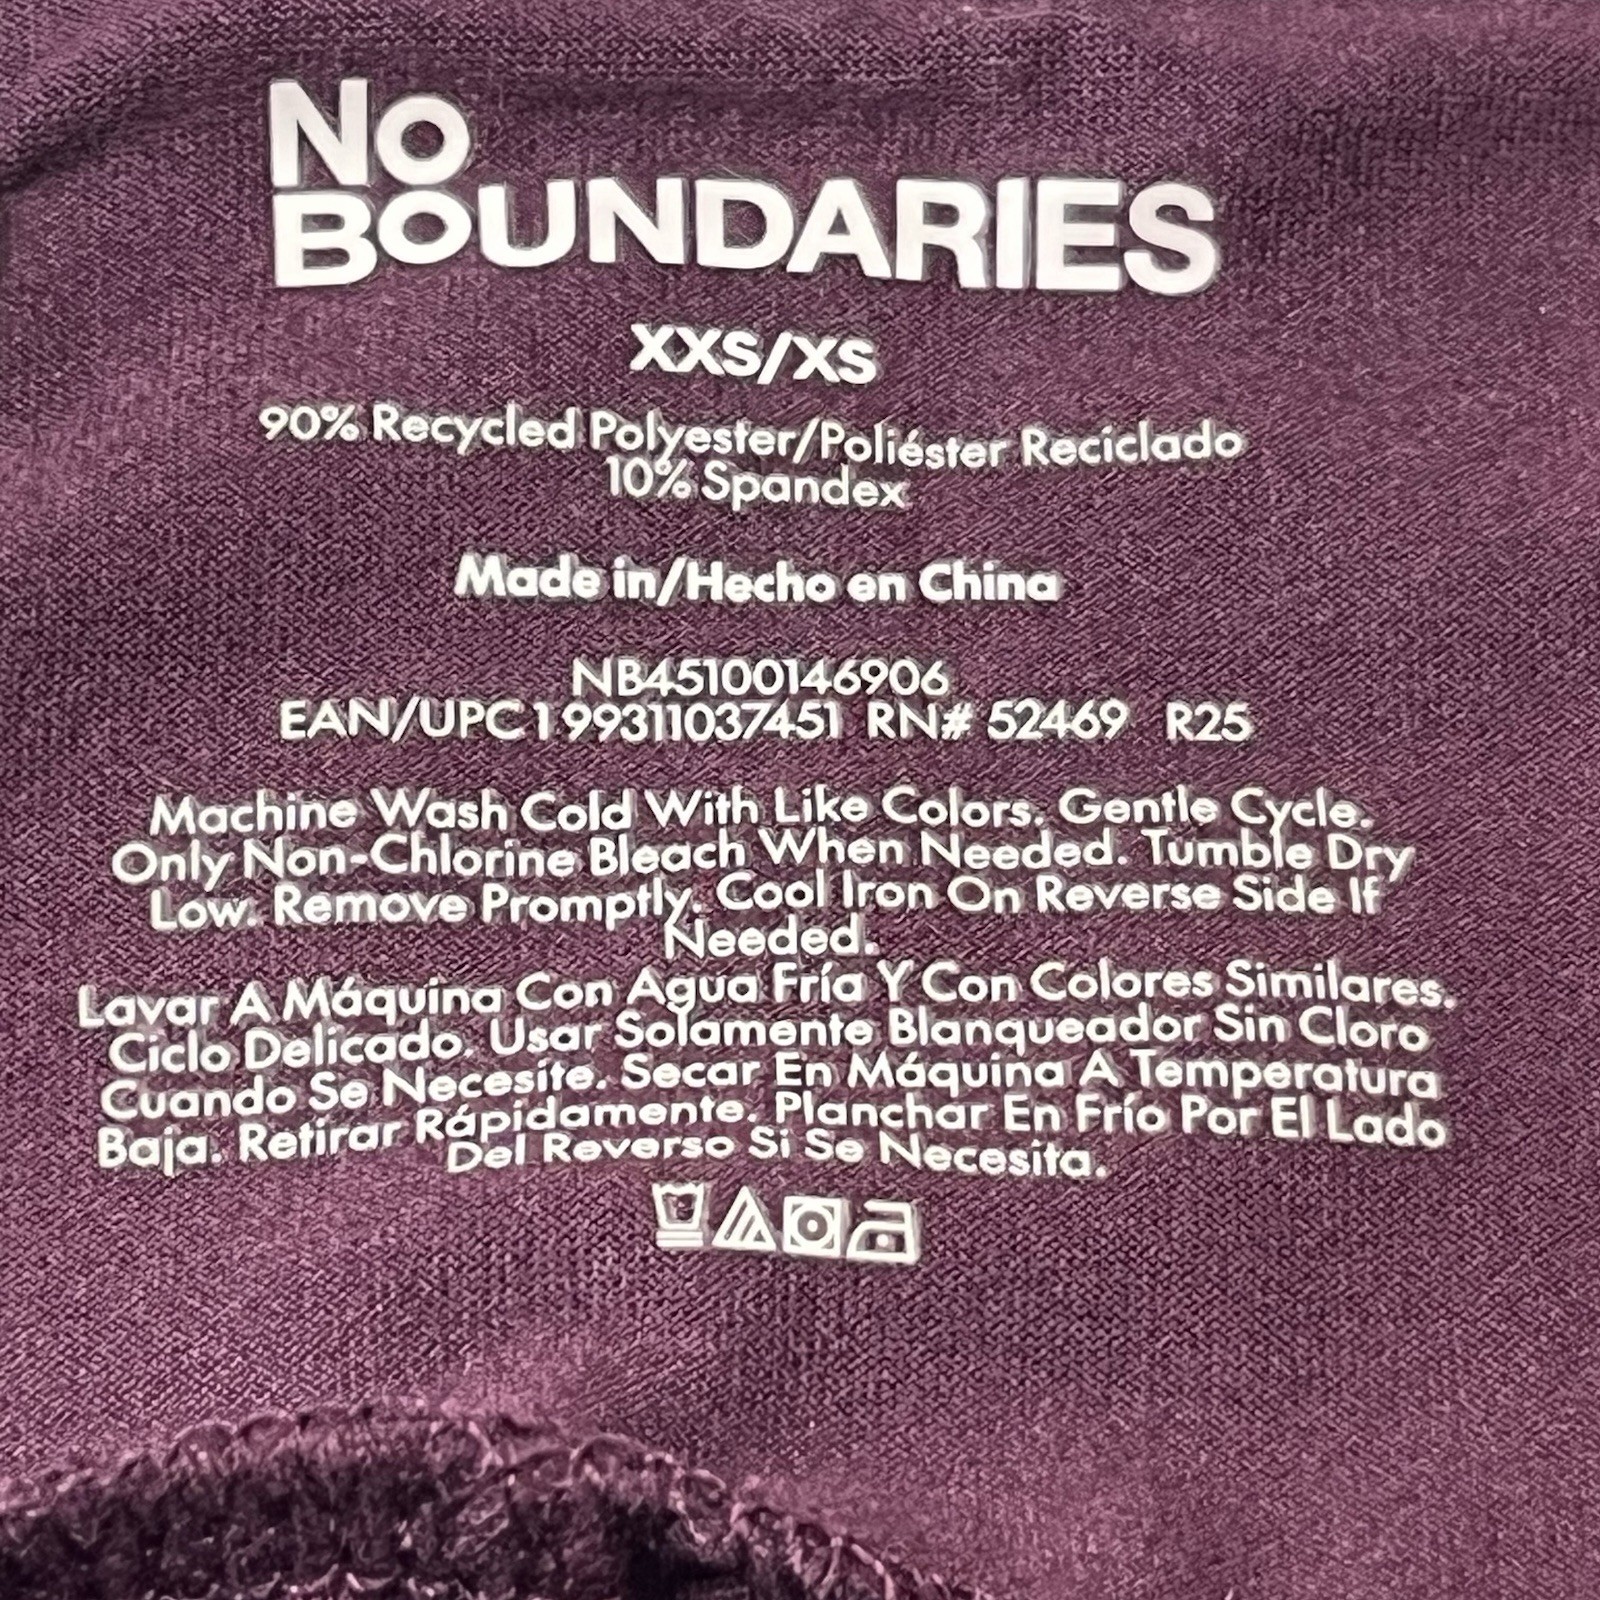 No
BOUNDARIES
XXS/XS
90% Recycled Polyester/Poliéster Reciclado
10% Spandex
Made in/Hecho en China
NB45100146906
EAN/UPC 1 99311037451 RN# 52469 R25
Machine Wash Cold With Like Colors. Gentle Cycle.
Only Non-Chlorine Bleach When Needed. Tumble Dry
Low. Remove Promptly. Cool Iron On Reverse Side If
Needed.
Lavar A Máquina Con Agua Fría Y Con Colores Similares.
Ciclo Delicado. Usar Solamente Blanqueador Sin Cloro
Cuando Se Necesite. Secar En Máquina A Temperatura
Baja. Retirar Rápidamente. Planchar En Frío Por El Lado
Del Reverso Si Se Necesita.